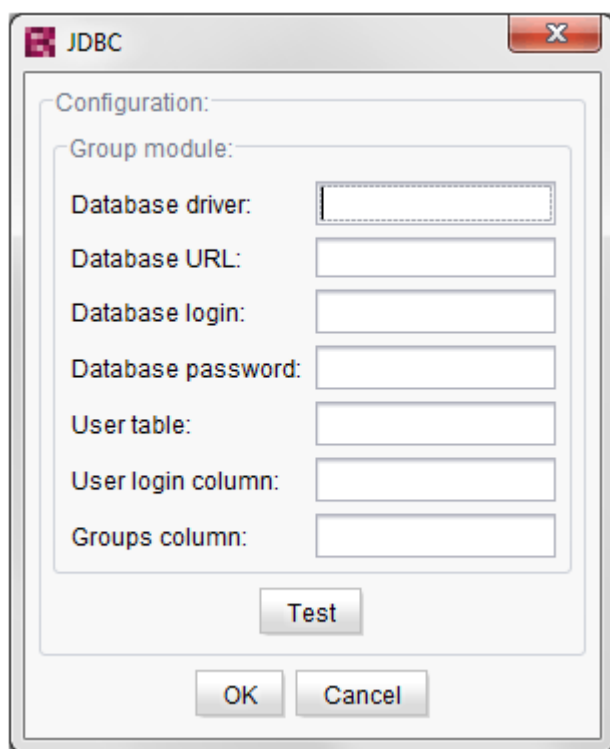 JDBC
Configuration:
Group module:
Database driver:
Database URL:
Database login:
Database password:
User table:
User login column:
Groups column:
Test
OK Cancel